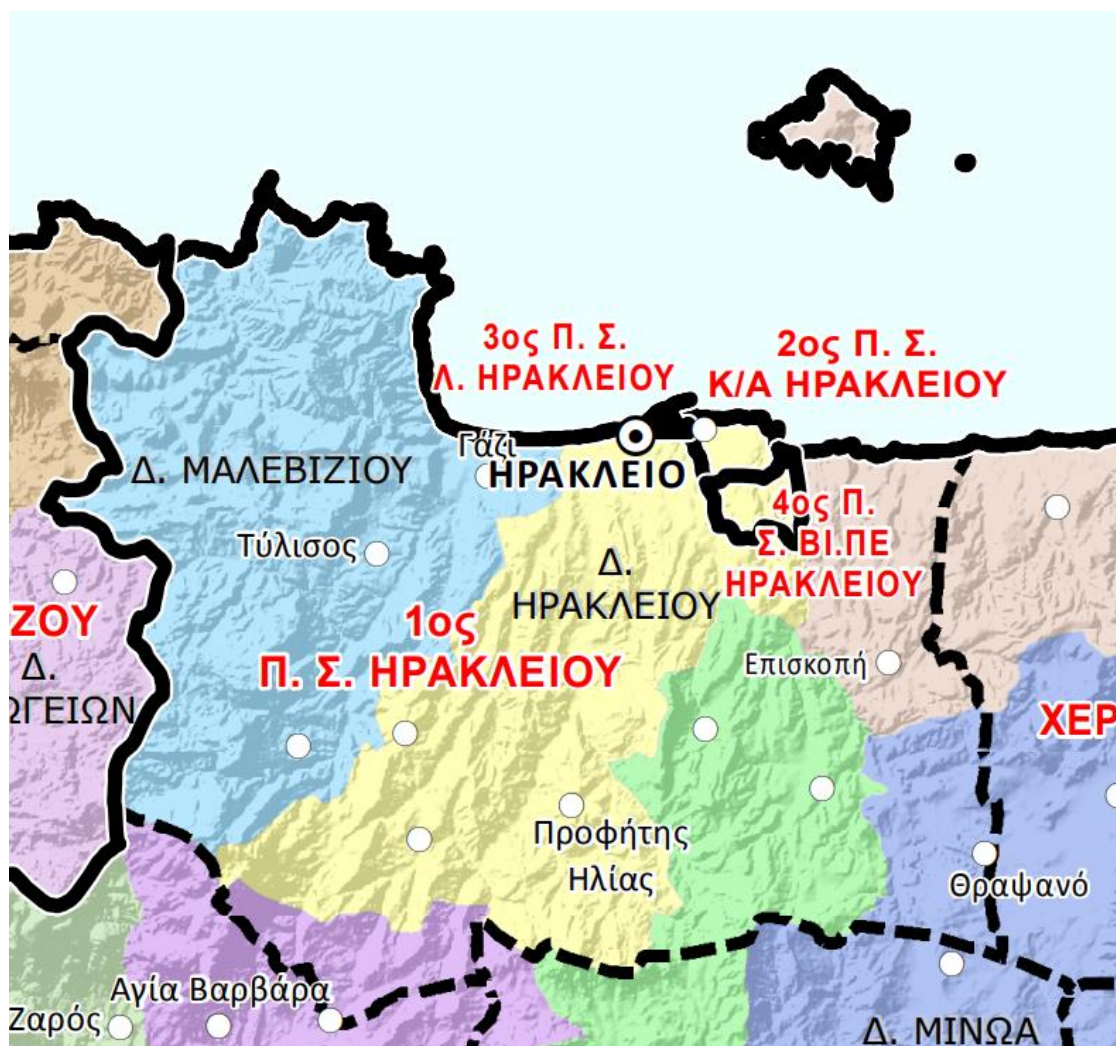 3ος Π. Σ.
Λ. ΗΡΑΚΛΕΙΟΥ
2ος Π. Σ.
Κ/Α ΗΡΑΚΛΕΙΟΥ
Γάζι
ΗΡΑΚΛΕΙΟ
Δ. ΜΑΛΕΒΙΖΙΟΥ
4ος Π.
Σ. ΒΙ.ΠΕ
ΗΡΑΚΛΕΙΟΥ
Τύλισος
Δ.
ΗΡΑΚΛΕΙΟΥ
1ος
Π. Σ. ΗΡΑΚΛΕΙΟΥ
ΖΟΥ
Δ.
ΩΓΕΙΩΝ
Επισκοπή
ΧΕΡ
Προφήτης
Ηλίας
Θραψανό
Αγία Βαρβάρα
Ζαρός
Δ. ΜΙΝΩΑ